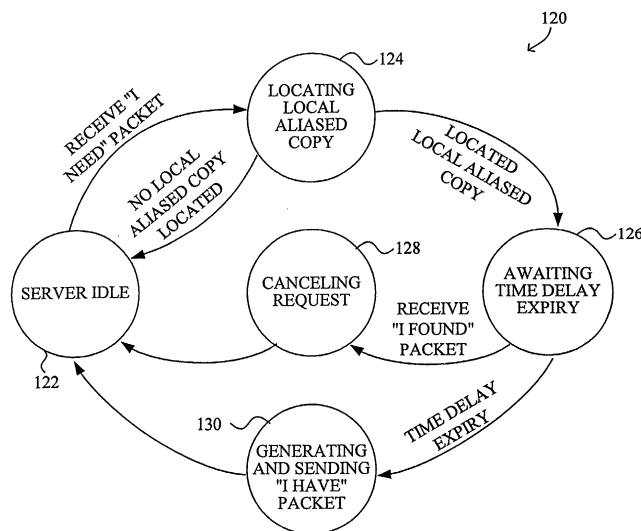 120
124
LOCATING
LOCAL
ALIASED
COPY
RECEIVE "I
NEED" PACKET
NO LOCAL
ALIASED COPY
LOCATED
LOCATED
LOCAL ALIASED
COPY
126
128
SERVER IDLE
122
CANCELING
REQUEST
AWAITING
TIME DELAY
EXPIRY
RECEIVE
"I FOUND"
PACKET
TIME DELAY
EXPIRY
130
GENERATING
AND SENDING
"I HAVE"
PACKET